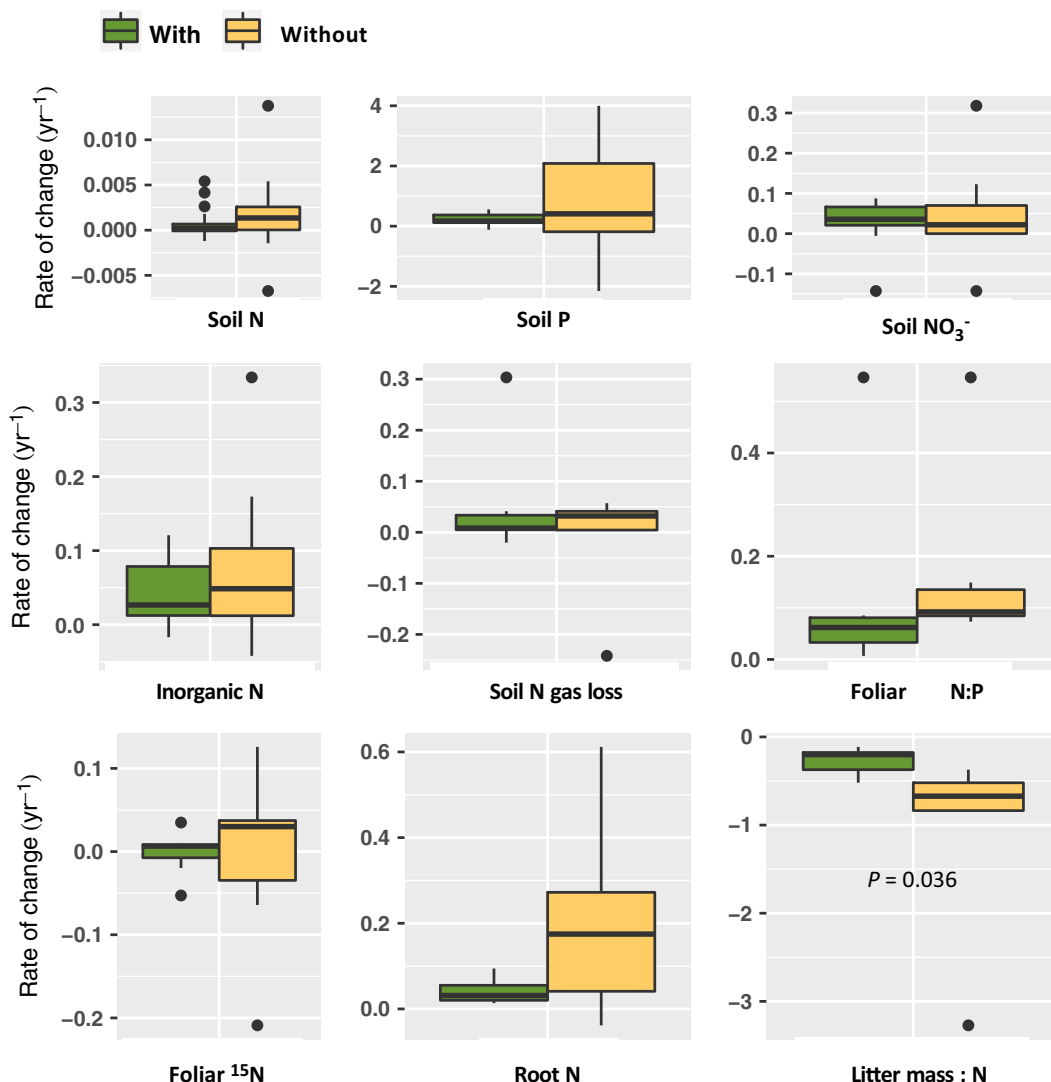 With Without
Rate of change (yr⁻¹)
0.010
0.005
0.000
−0.005
Soil N
4
2
0
−2
Soil P
0.3
0.2
0.1
0.0
−0.1
Soil NO₃⁻
Rate of change (yr⁻¹)
0.3
0.2
0.1
0.0
Inorganic N
0.3
0.2
0.1
0.0
−0.1
−0.2
Soil N gas loss
0.4
0.2
0.0
Foliar N:P
Rate of change (yr⁻¹)
0.1
0.0
−0.1
−0.2
Foliar ¹⁵N
0.6
0.4
0.2
0.0
Root N
0
−1
−2
−3
P = 0.036
Litter mass : N